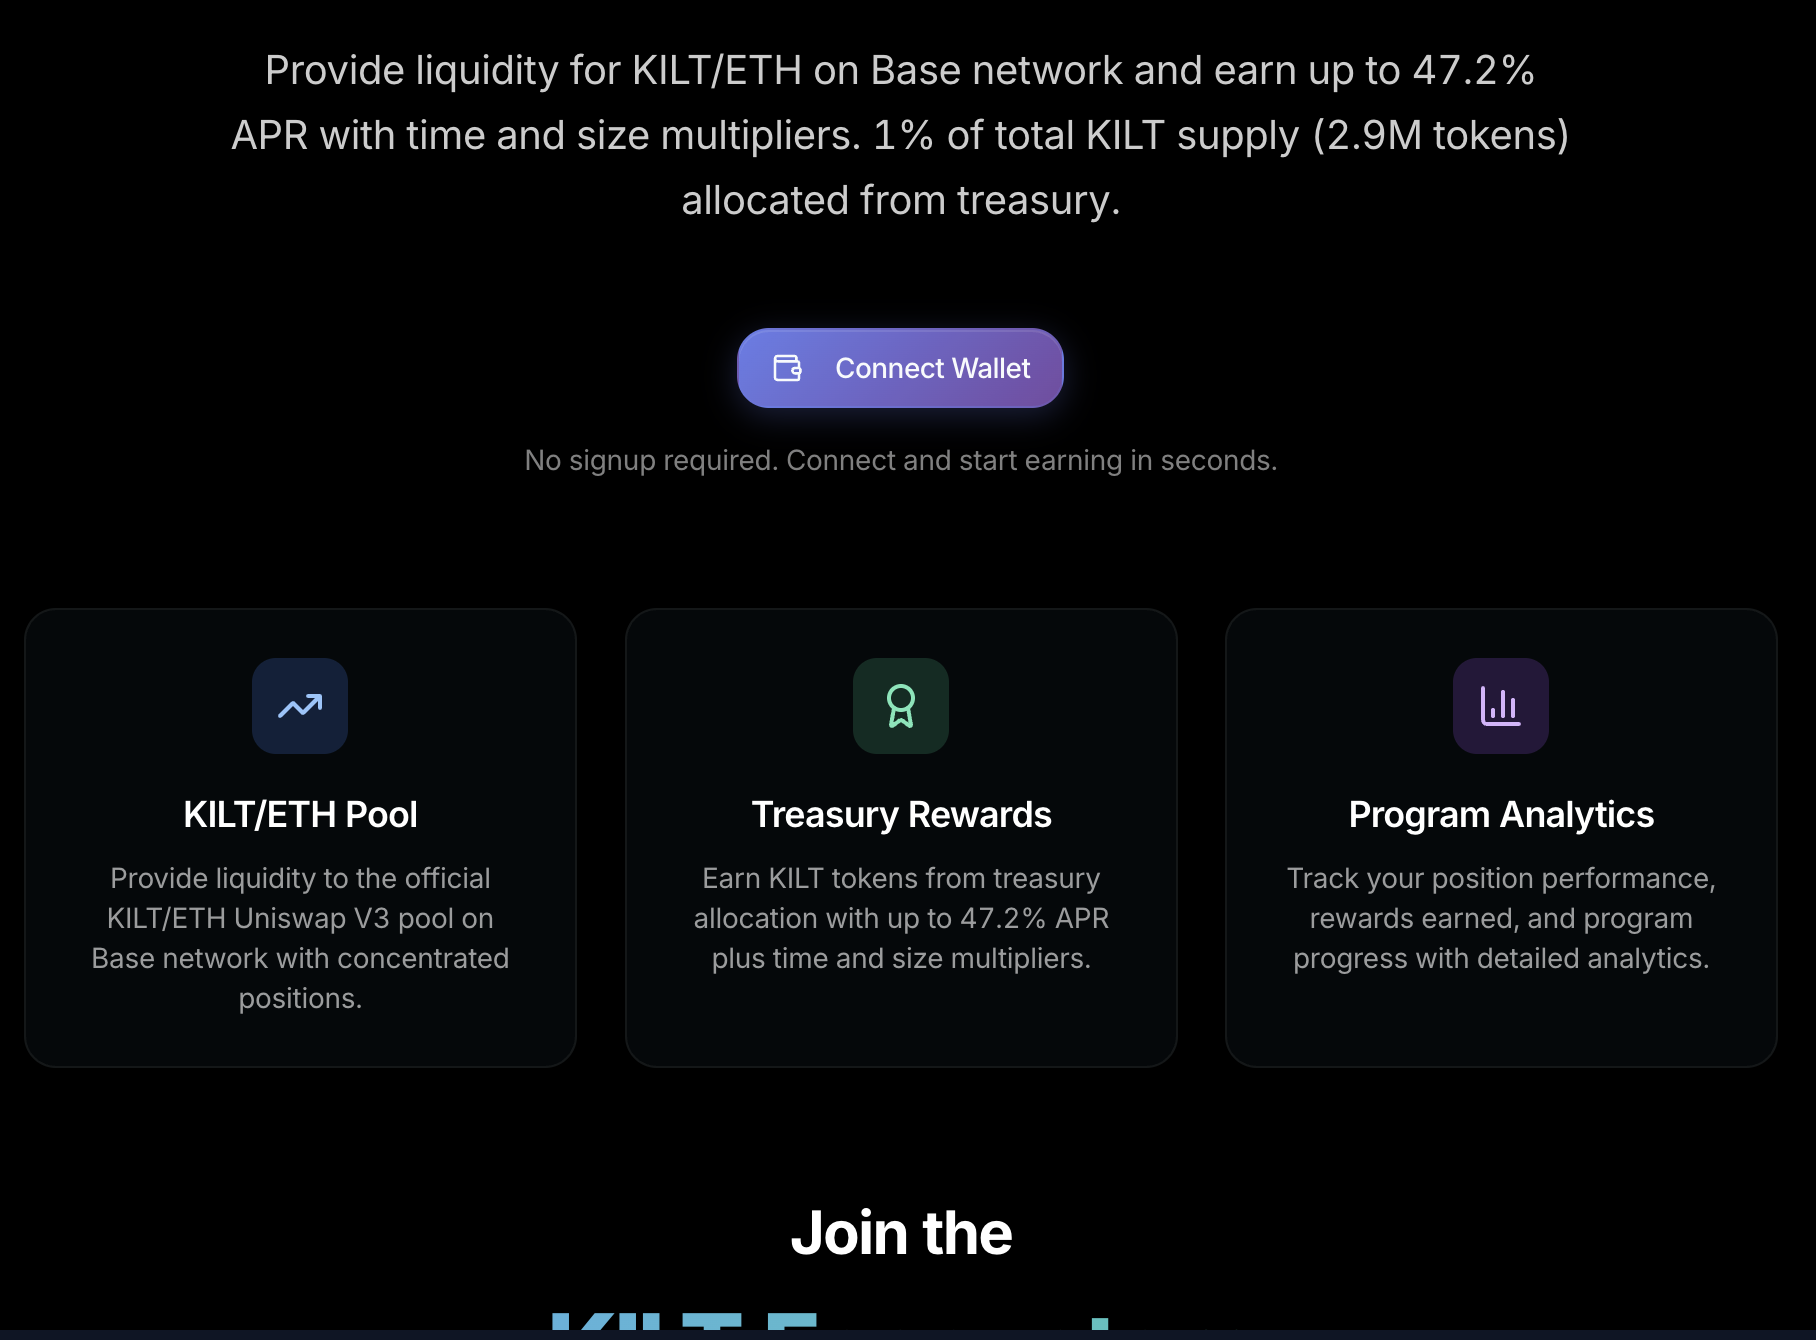 Provide liquidity for KILT/ETH on Base network and earn up to 47.2%
APR with time and size multipliers. 1% of total KILT supply (2.9M tokens)
allocated from treasury.
Connect Wallet
No signup required. Connect and start earning in seconds.
KILT/ETH Pool
Provide liquidity to the official
KILT/ETH Uniswap V3 pool on
Base network with concentrated
positions.
Treasury Rewards
Earn KILT tokens from treasury
allocation with up to 47.2% APR
plus time and size multipliers.
Program Analytics
Track your position performance,
rewards earned, and program
progress with detailed analytics.
Join the
KILT